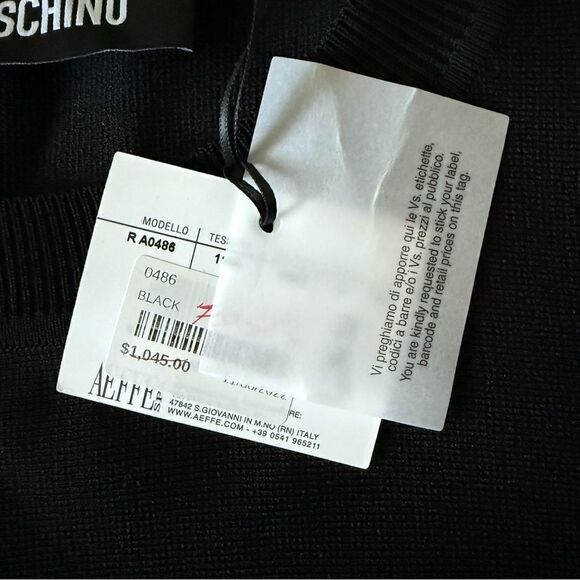 SCHINO
MODELLO
R A0486
0486
BLACK
$1,045.00
AEFFE
47842 S.GIOVANNI IN M.NO (RN) ITALY
WWW.AEFFE.COM - +39 0541 965211
Vi preghiamo di apporre qui le Vs. etichette,
codici a barre e/o i Vs. prezzi al pubblico.
You are kindly requested to stick your label,
barcode and retail prices on this tag.